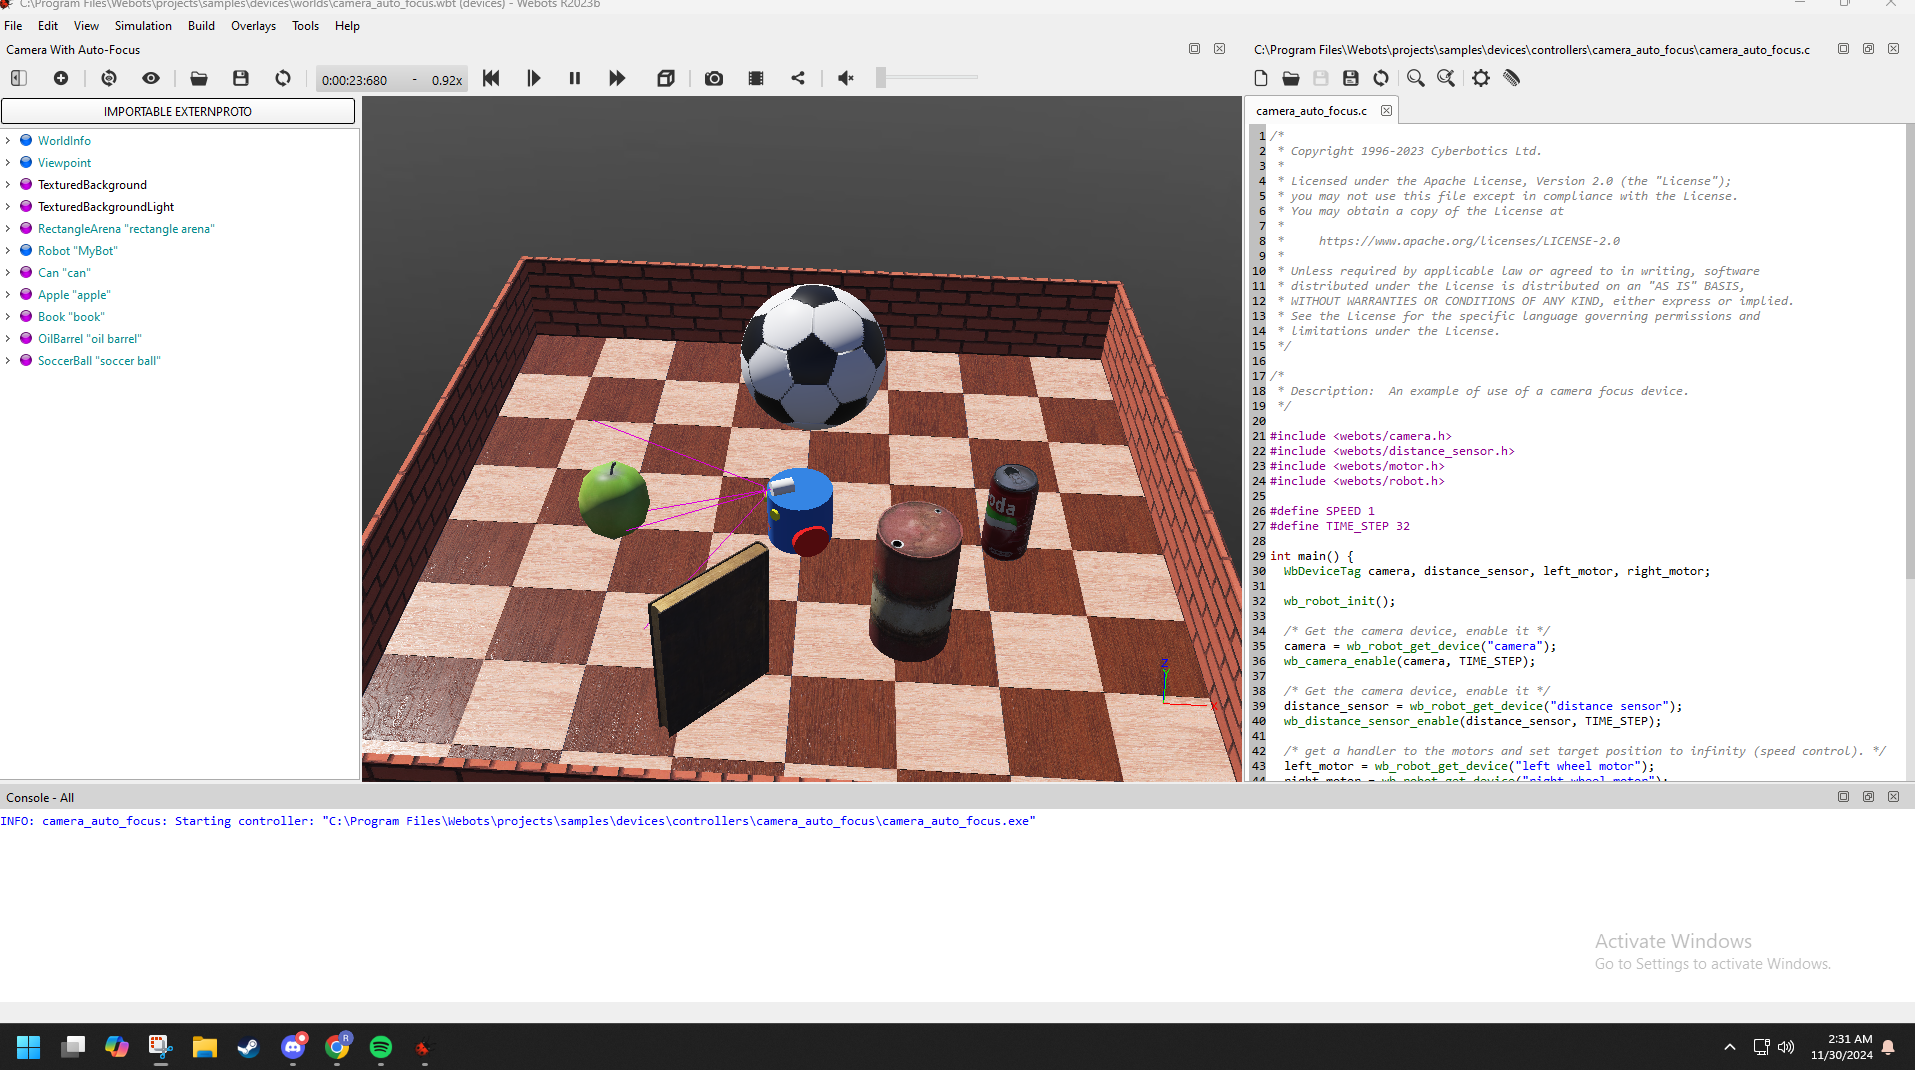 C:\Program Files\Webots\projects\samples\devices\worlds\camera_auto_focus.wbt (devices) - Webots R2023b
File Edit View Simulation Build Overlays Tools Help
Camera With Auto-Focus
C:\Program Files\Webots\projects\samples\devices\controllers\camera_auto_focus\camera_auto_focus.c
0:00:23:680 - 0.92x
IMPORTABLE EXTERNPROTO
WorldInfo
Viewpoint
TexturedBackground
TexturedBackgroundLight
RectangleArena "rectangle arena"
Robot "MyBot"
Can "can"
Apple "apple"
Book "book"
OilBarrel "oil barrel"
SoccerBall "soccer ball"
Z
camera_auto_focus.c
1 /*
2 * Copyright 1996-2023 Cyberbotics Ltd.
3 *
4 * Licensed under the Apache License, Version 2.0 (the "License");
5 * you may not use this file except in compliance with the License.
6 * You may obtain a copy of the License at
7 *
8 *     https://www.apache.org/licenses/LICENSE-2.0
9 *
10 * Unless required by applicable law or agreed to in writing, software
11 * distributed under the License is distributed on an "AS IS" BASIS,
12 * WITHOUT WARRANTIES OR CONDITIONS OF ANY KIND, either express or implied.
13 * See the License for the specific language governing permissions and
14 * limitations under the License.
15 */
16
17 /*
18 * Description:  An example of use of a camera focus device.
19 */
20
21 #include <webots/camera.h>
22 #include <webots/distance_sensor.h>
23 #include <webots/motor.h>
24 #include <webots/robot.h>
25
26 #define SPEED 1
27 #define TIME_STEP 32
28
29 int main() {
30   WbDeviceTag camera, distance_sensor, left_motor, right_motor;
31
32   wb_robot_init();
33
34   /* Get the camera device, enable it */
35   camera = wb_robot_get_device("camera");
36   wb_camera_enable(camera, TIME_STEP);
37
38   /* Get the camera device, enable it */
39   distance_sensor = wb_robot_get_device("distance sensor");
40   wb_distance_sensor_enable(distance_sensor, TIME_STEP);
41
42   /* get a handler to the motors and set target position to infinity (speed control). */
43   left_motor = wb_robot_get_device("left wheel motor");
44   right_motor = wb_robot_get_device("right wheel motor");
Console - All
INFO: camera_auto_focus: Starting controller: "C:\Program Files\Webots\projects\samples\devices\controllers\camera_auto_focus\camera_auto_focus.exe"
Activate Windows
Go to Settings to activate Windows.
R
2:31 AM
11/30/2024